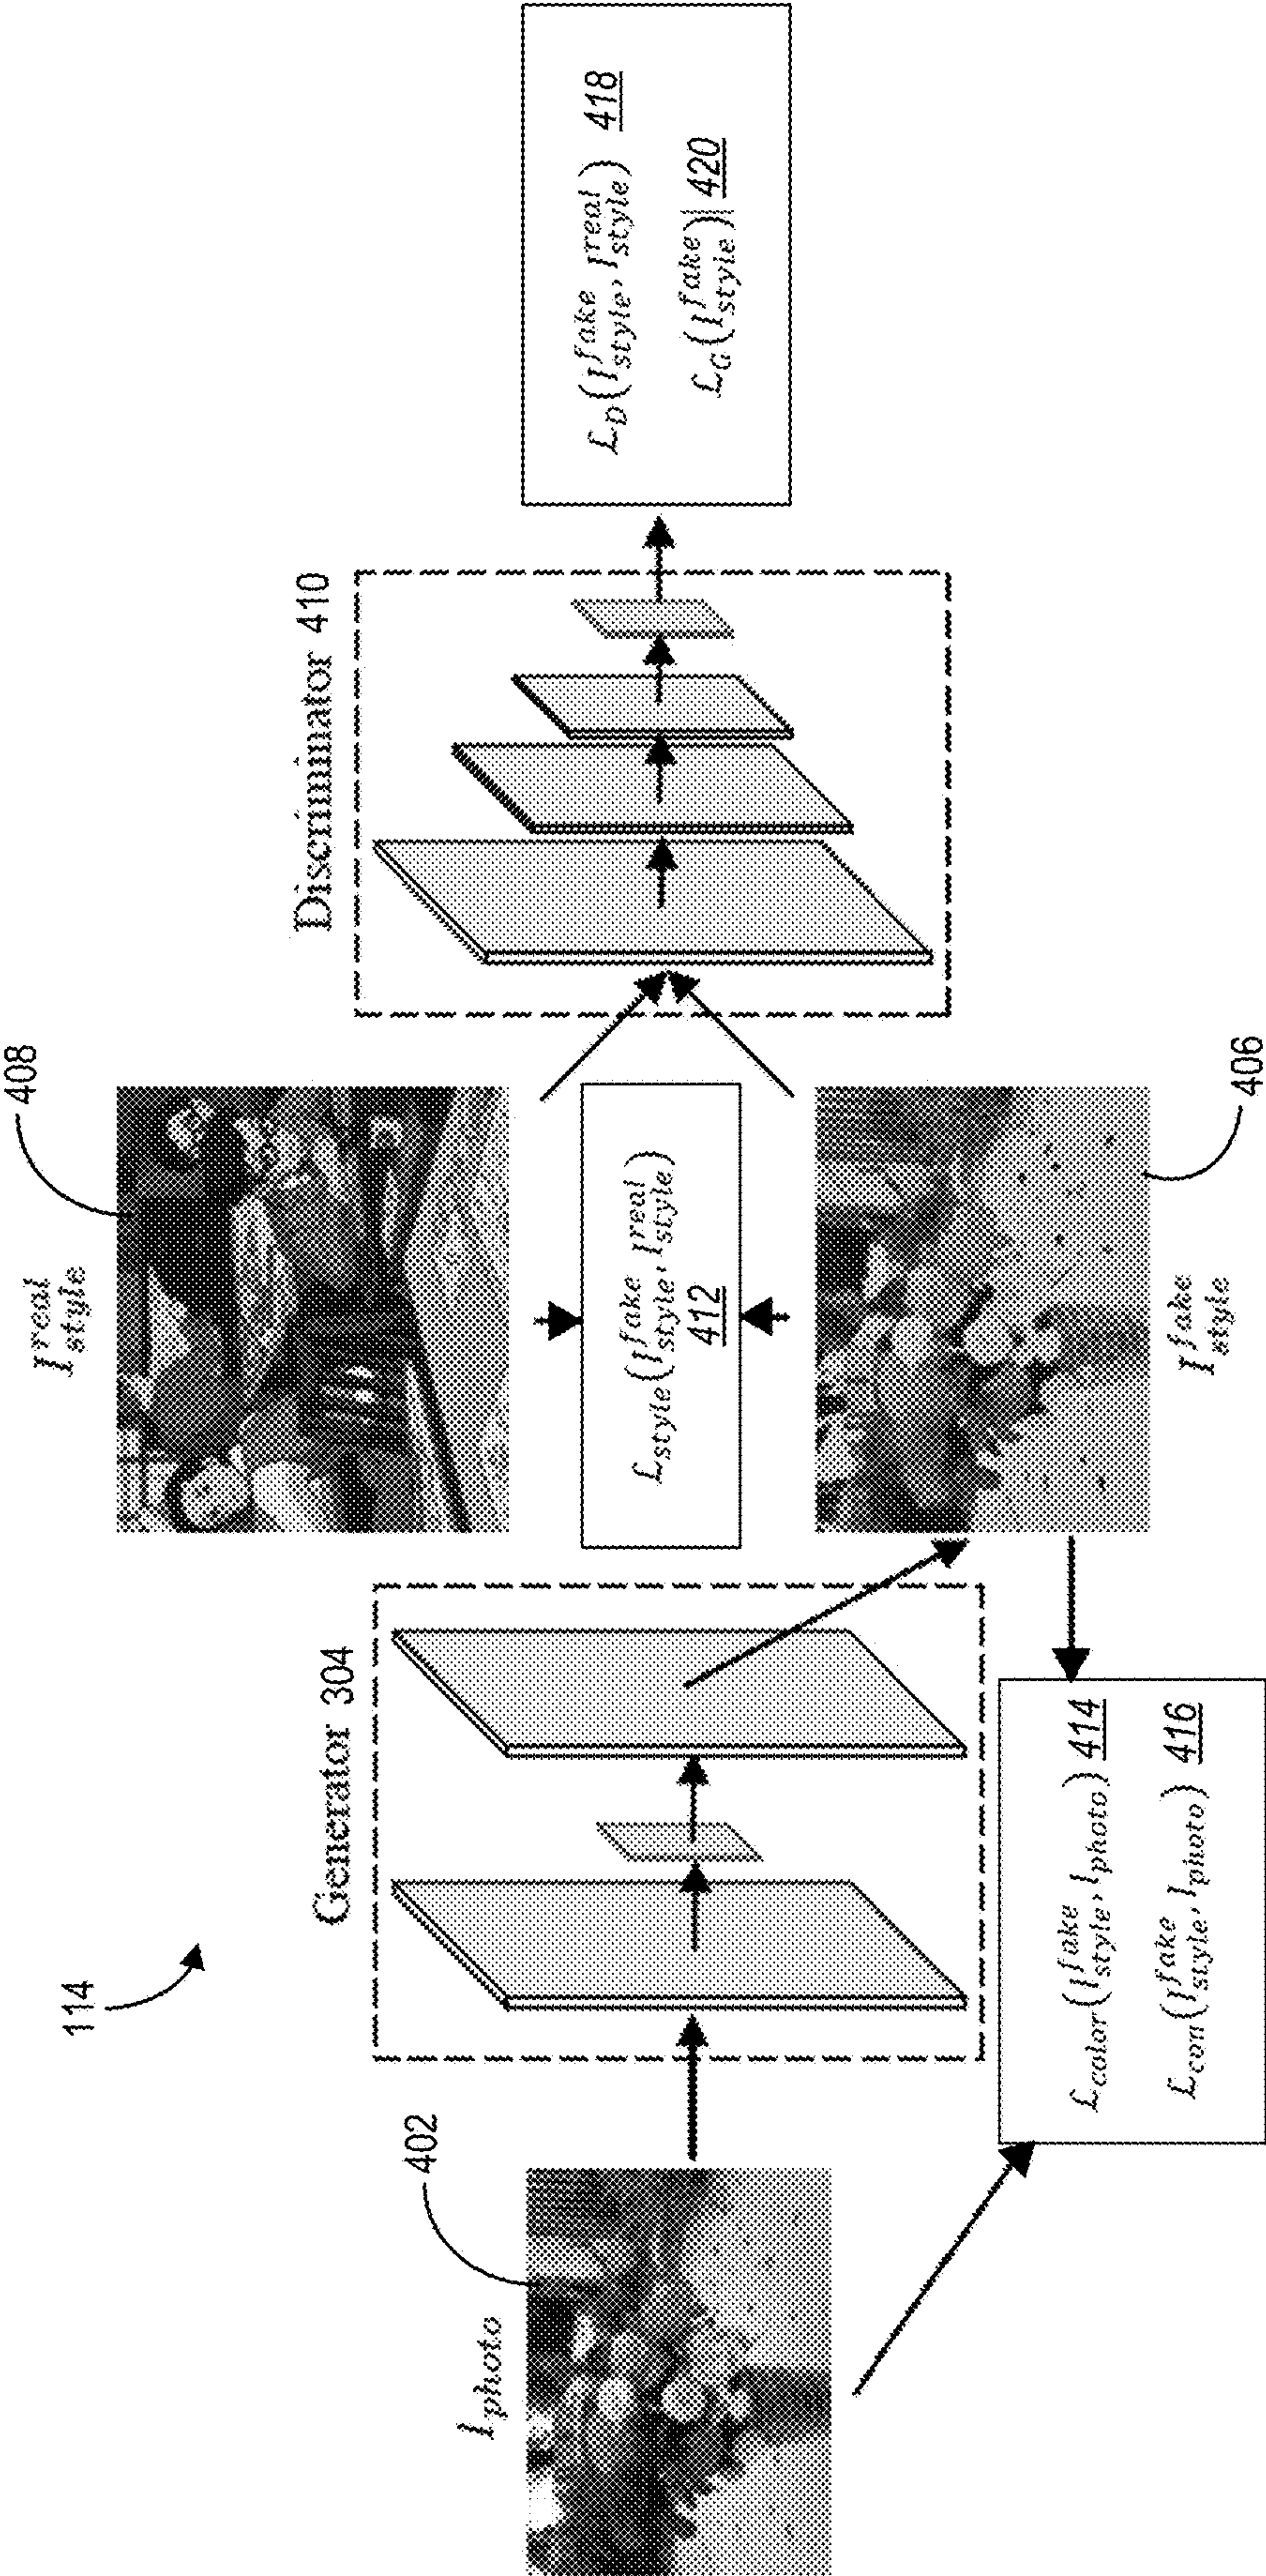 114
402
I_photo
Generator 304
I_style^real
408
L_style(I_style^fake, I_style^real)
412
406
I_style^fake
L_color(I_style^fake, I_photo) 414
L_con(I_style^fake, I_photo) 416
Discriminator 410
L_D(I_style^fake, I_style^real) 418
L_G(I_style^fake) 420